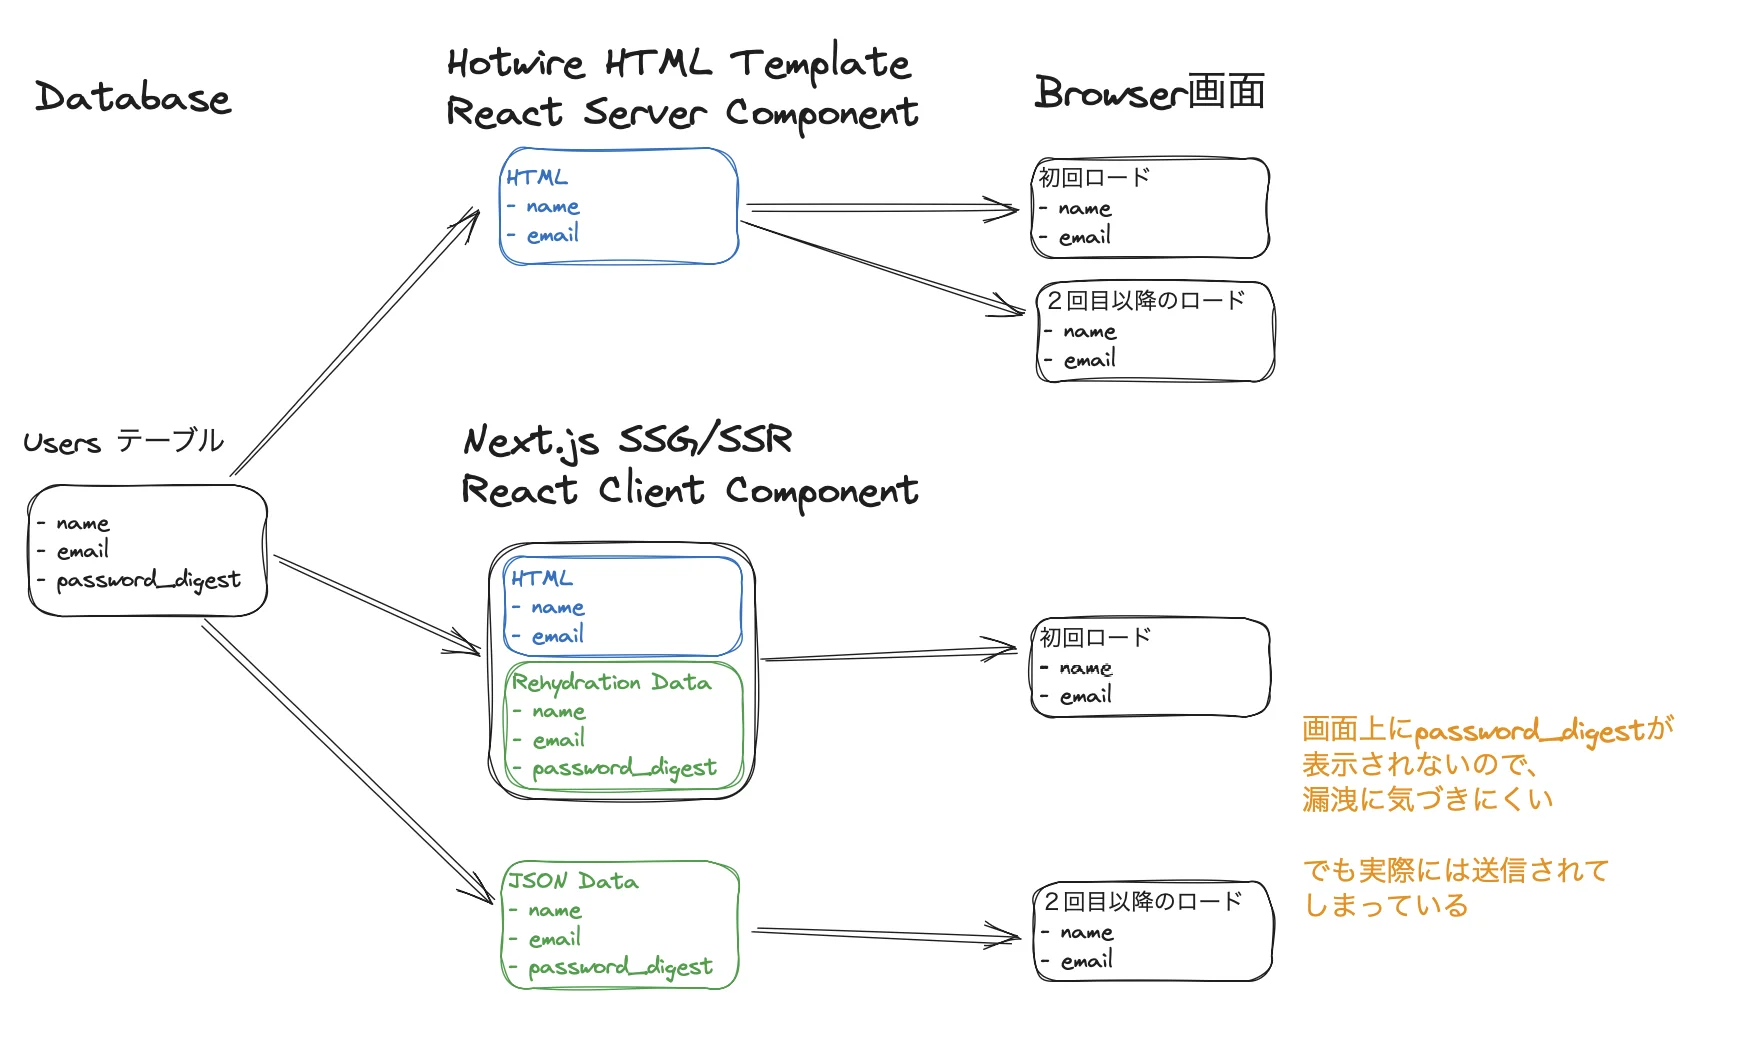 Database
Hotwire HTML Template
React Server Component
Browser画面
HTML
- name
- email
初回ロード
- name
- email
２回目以降のロード
- name
- email
Users テーブル
- name
- email
- password_digest
Next.js SSG/SSR
React Client Component
HTML
- name
- email
Rehydration Data
- name
- email
- password_digest
初回ロード
- name
- email
画面上にpassword_digestが
表示されないので、
漏洩に気づきにくい
でも実際には送信されて
しまっている
JSON Data
- name
- email
- password_digest
２回目以降のロード
- name
- email